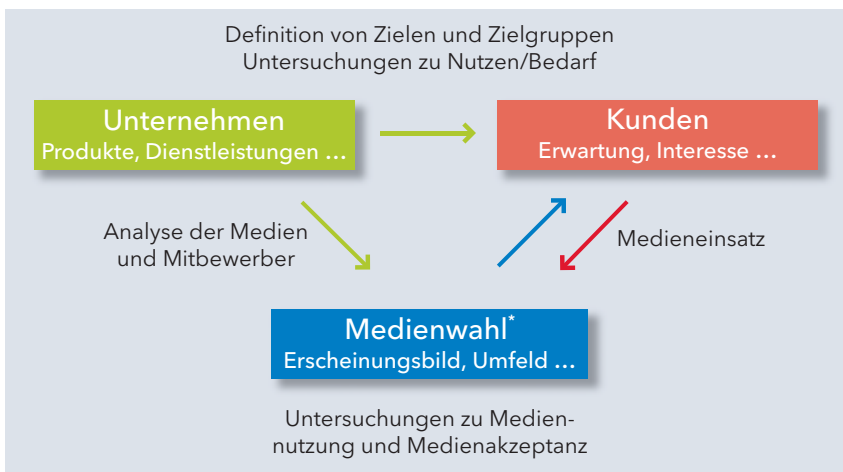 Definition von Zielen und Zielgruppen
Untersuchungen zu Nutzen/Bedarf
Unternehmen
Produkte, Dienstleistungen ...
Kunden
Erwartung, Interesse ...
Analyse der Medien
und Mitbewerber
Medieneinsatz
Medienwahl*
Erscheinungsbild, Umfeld ...
Untersuchungen zu Medien-
nutzung und Medienakzeptanz